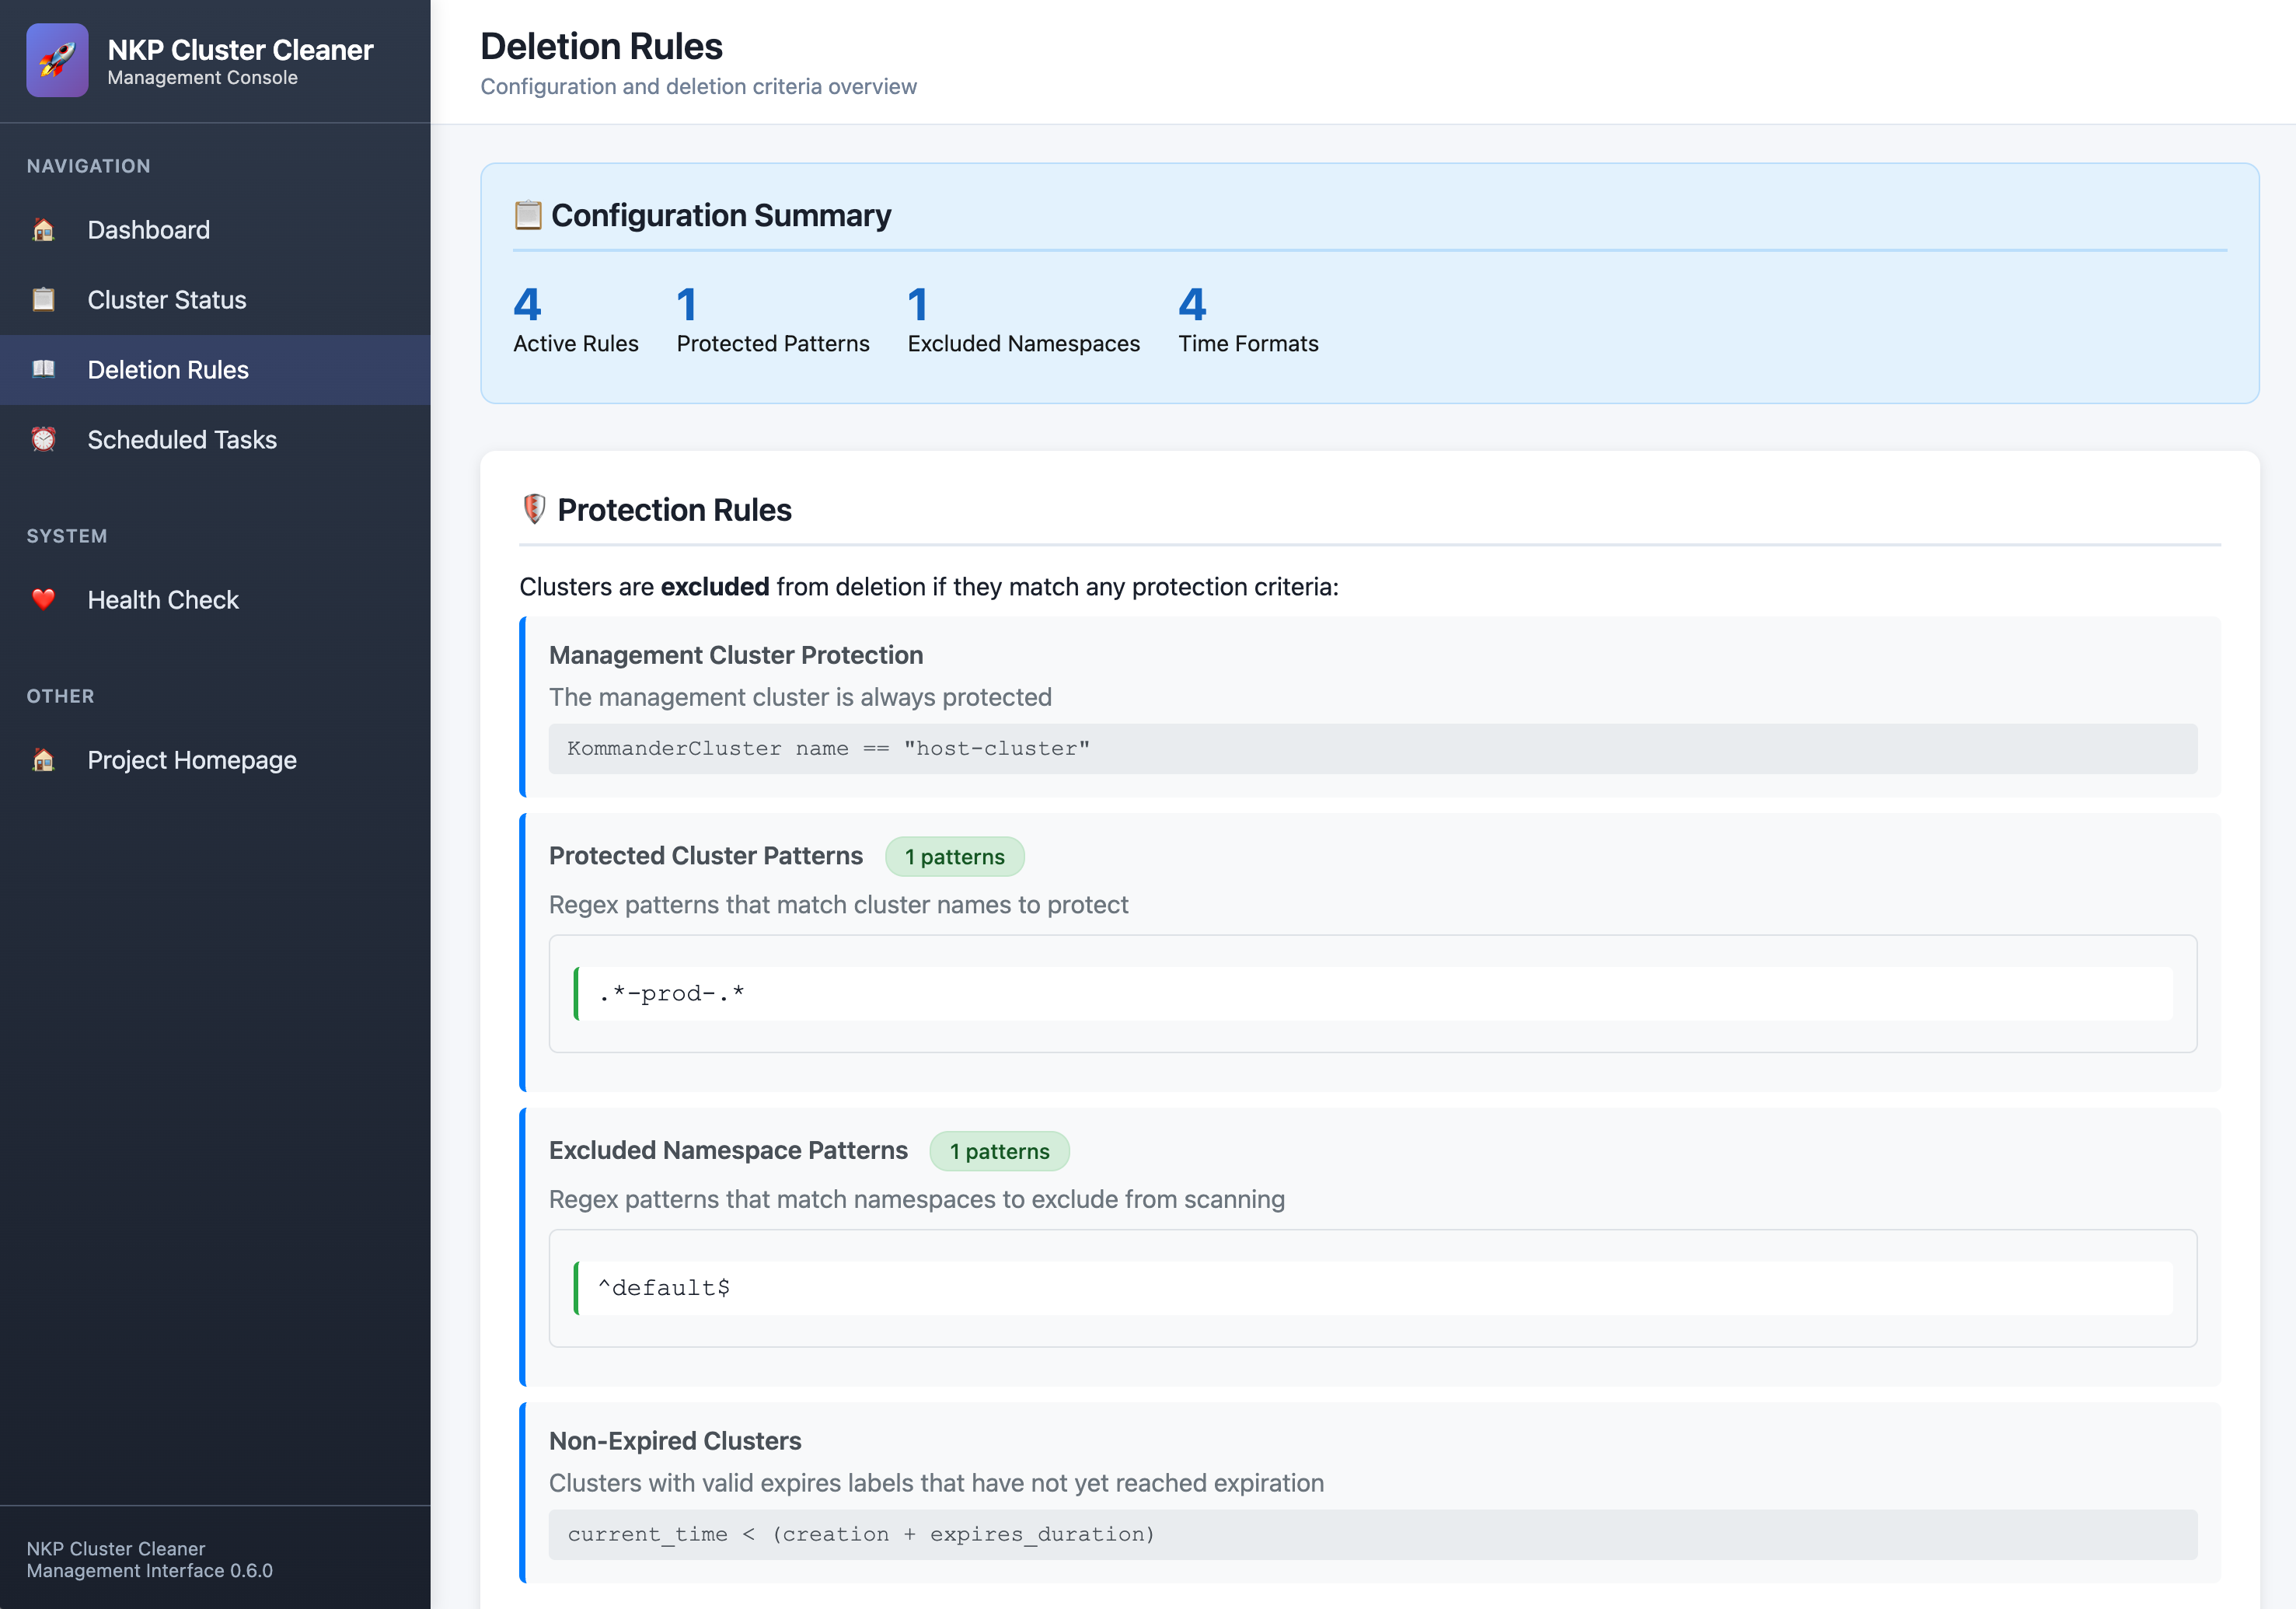 NKP Cluster Cleaner
Management Console
NAVIGATION
Dashboard
Cluster Status
Deletion Rules
Scheduled Tasks
SYSTEM
Health Check
OTHER
Project Homepage
NKP Cluster Cleaner
Management Interface 0.6.0
Deletion Rules
Configuration and deletion criteria overview
Configuration Summary
4
Active Rules
1
Protected Patterns
1
Excluded Namespaces
4
Time Formats
Protection Rules
Clusters are excluded from deletion if they match any protection criteria:
Management Cluster Protection
The management cluster is always protected
KommanderCluster name == "host-cluster"
Protected Cluster Patterns 1 patterns
Regex patterns that match cluster names to protect
.*-prod-.*
Excluded Namespace Patterns 1 patterns
Regex patterns that match namespaces to exclude from scanning
^default$
Non-Expired Clusters
Clusters with valid expires labels that have not yet reached expiration
current_time < (creation + expires_duration)